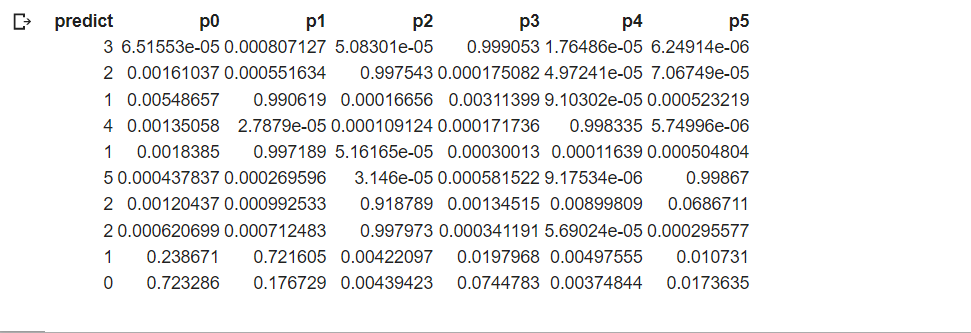 predict p0 p1 p2 p3 p4 p5
3 6.51553e-05 0.000807127 5.08301e-05 0.999053 1.76486e-05 6.24914e-06
2 0.00161037 0.000551634 0.997543 0.000175082 4.97241e-05 7.06749e-05
1 0.00548657 0.990619 0.00016656 0.00311399 9.10302e-05 0.000523219
4 0.00135058 2.7879e-05 0.000109124 0.000171736 0.998335 5.74996e-06
1 0.0018385 0.997189 5.16165e-05 0.00030013 0.00011639 0.000504804
5 0.000437837 0.000269596 3.146e-05 0.000581522 9.17534e-06 0.99867
2 0.00120437 0.000992533 0.918789 0.00134515 0.00899809 0.0686711
2 0.000620699 0.000712483 0.997973 0.000341191 5.69024e-05 0.000295577
1 0.238671 0.721605 0.00422097 0.0197968 0.00497555 0.010731
0 0.723286 0.176729 0.00439423 0.0744783 0.00374844 0.0173635